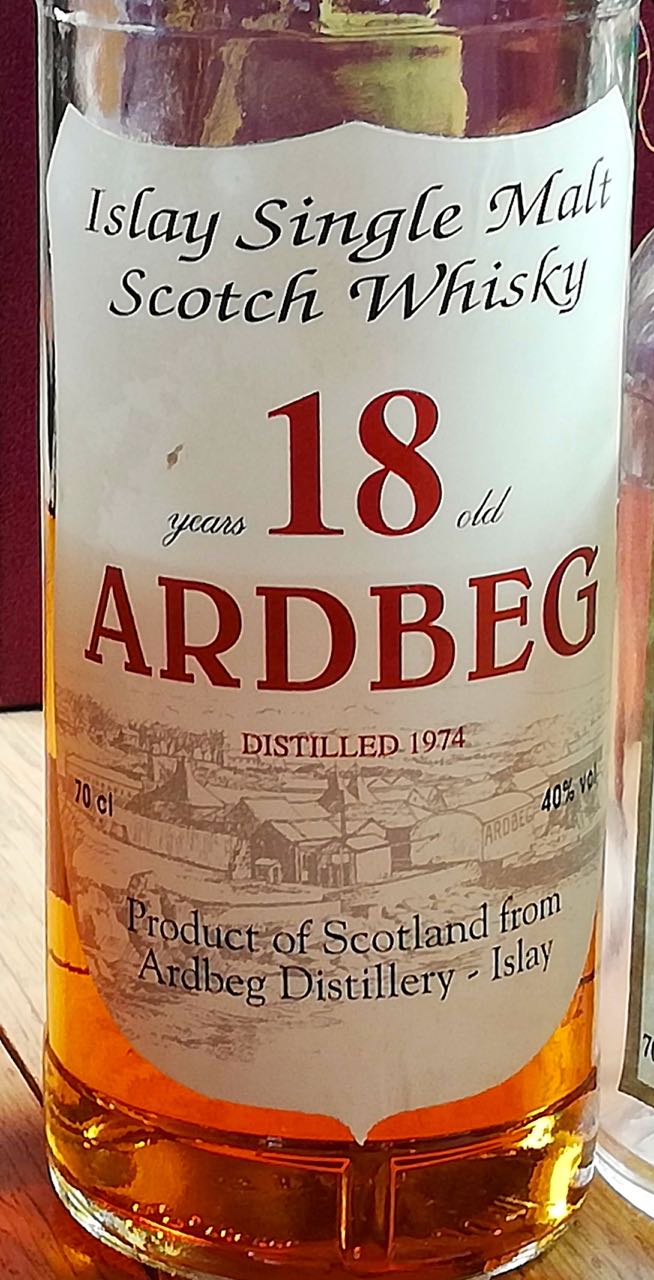 Islay Single Malt
Scotch Whisky
years 18 old
ARDBEG
DISTILLED 1974
70 cl
40% vol
ARDBEG
Product of Scotland from
Ardbeg Distillery - Islay